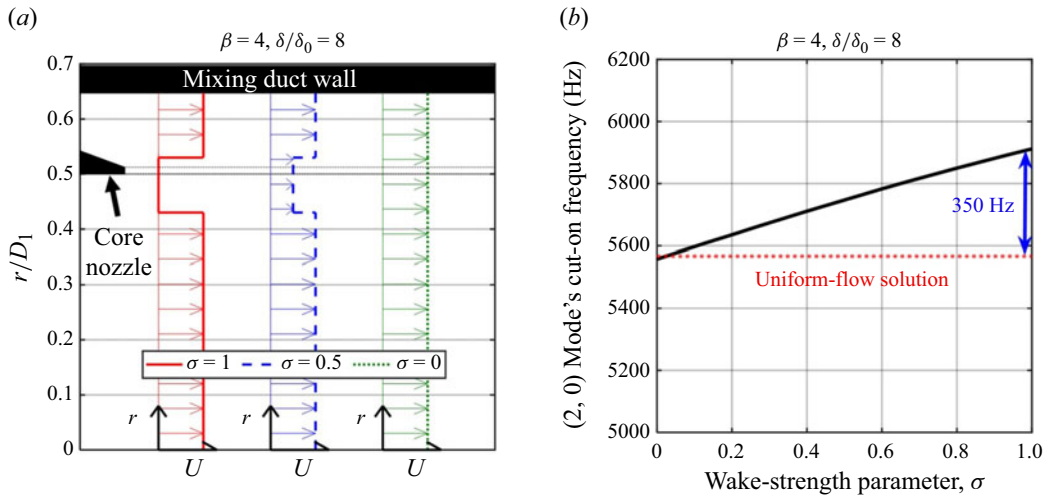 (a)
β = 4, δ/δ₀ = 8
0.7
Mixing duct wall
0.6
0.5
0.4
Core
nozzle
r/D₁
0.3
0.2
σ = 1 σ = 0.5 σ = 0
0.1
r r r
0
U U U
(b)
β = 4, δ/δ₀ = 8
6200
6000
5800
350 Hz
5600
Uniform-flow solution
5400
5200
5000
(2, 0) Mode's cut-on frequency (Hz)
0 0.2 0.4 0.6 0.8 1.0
Wake-strength parameter, σ